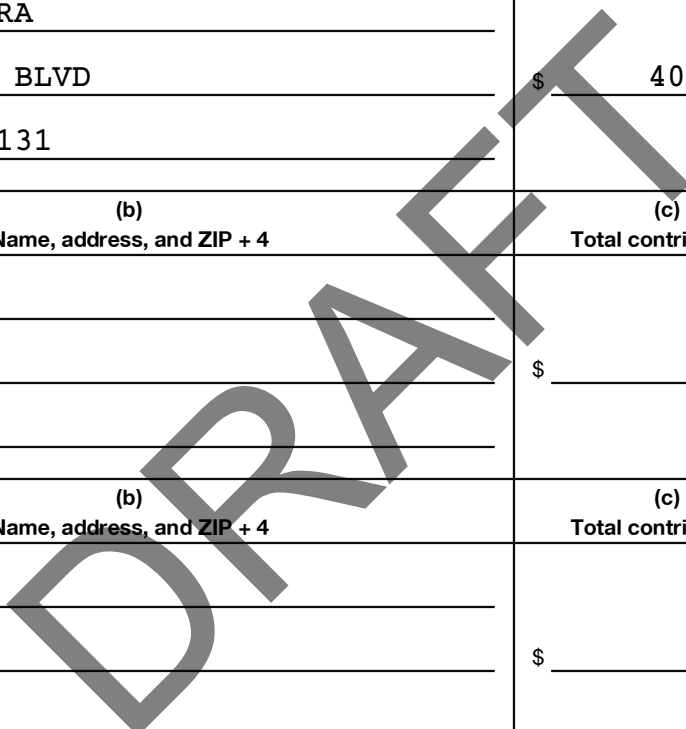 RA
BLVD
$ 40
131
(b) (c)
Name, address, and ZIP + 4 Total contri
$
(b) (c)
Name, address, and ZIP + 4 Total contri
$
DRAFT